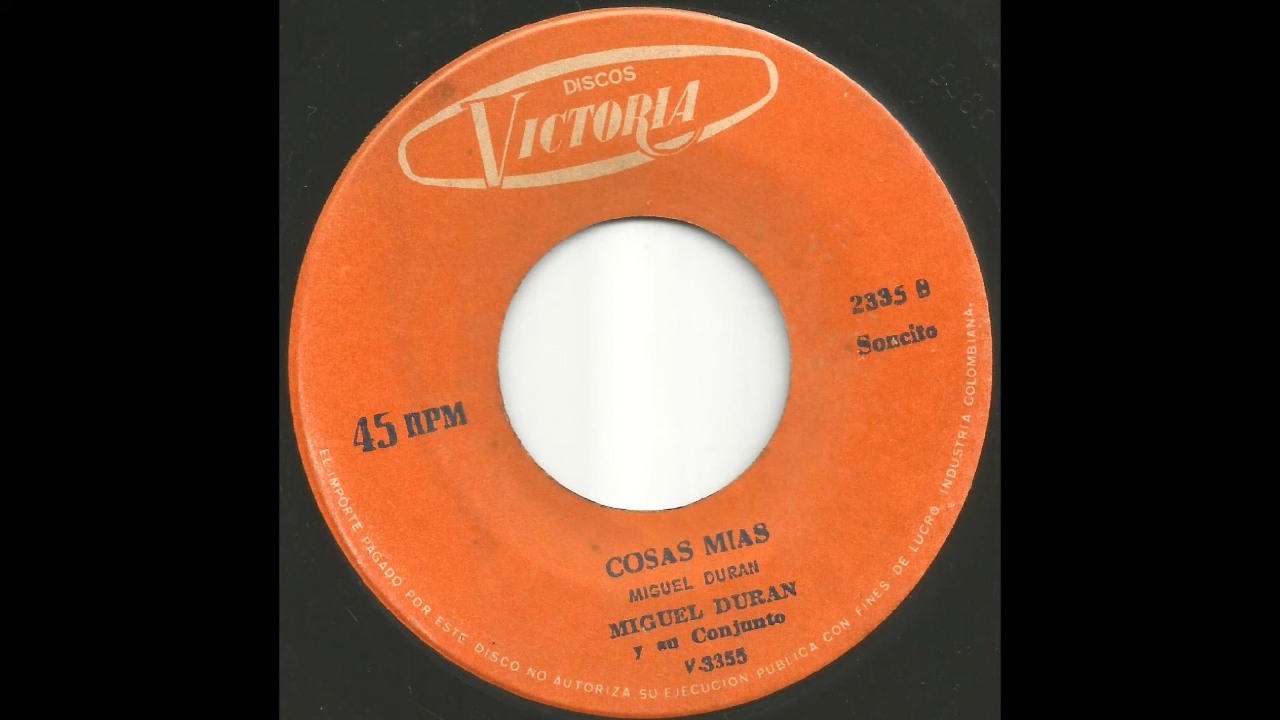 DISCOS
VICTORIA
2335 B
Soncito
45 RPM
COSAS MIAS
MIGUEL DURAN
MIGUEL DURAN
y su Conjunto
V-3355
EL IMPORTE PAGADO POR ESTE DISCO NO AUTORIZA SU EJECUCION PUBLICA CON FINES DE LUCRO INDUSTRIA COLOMBIANA.